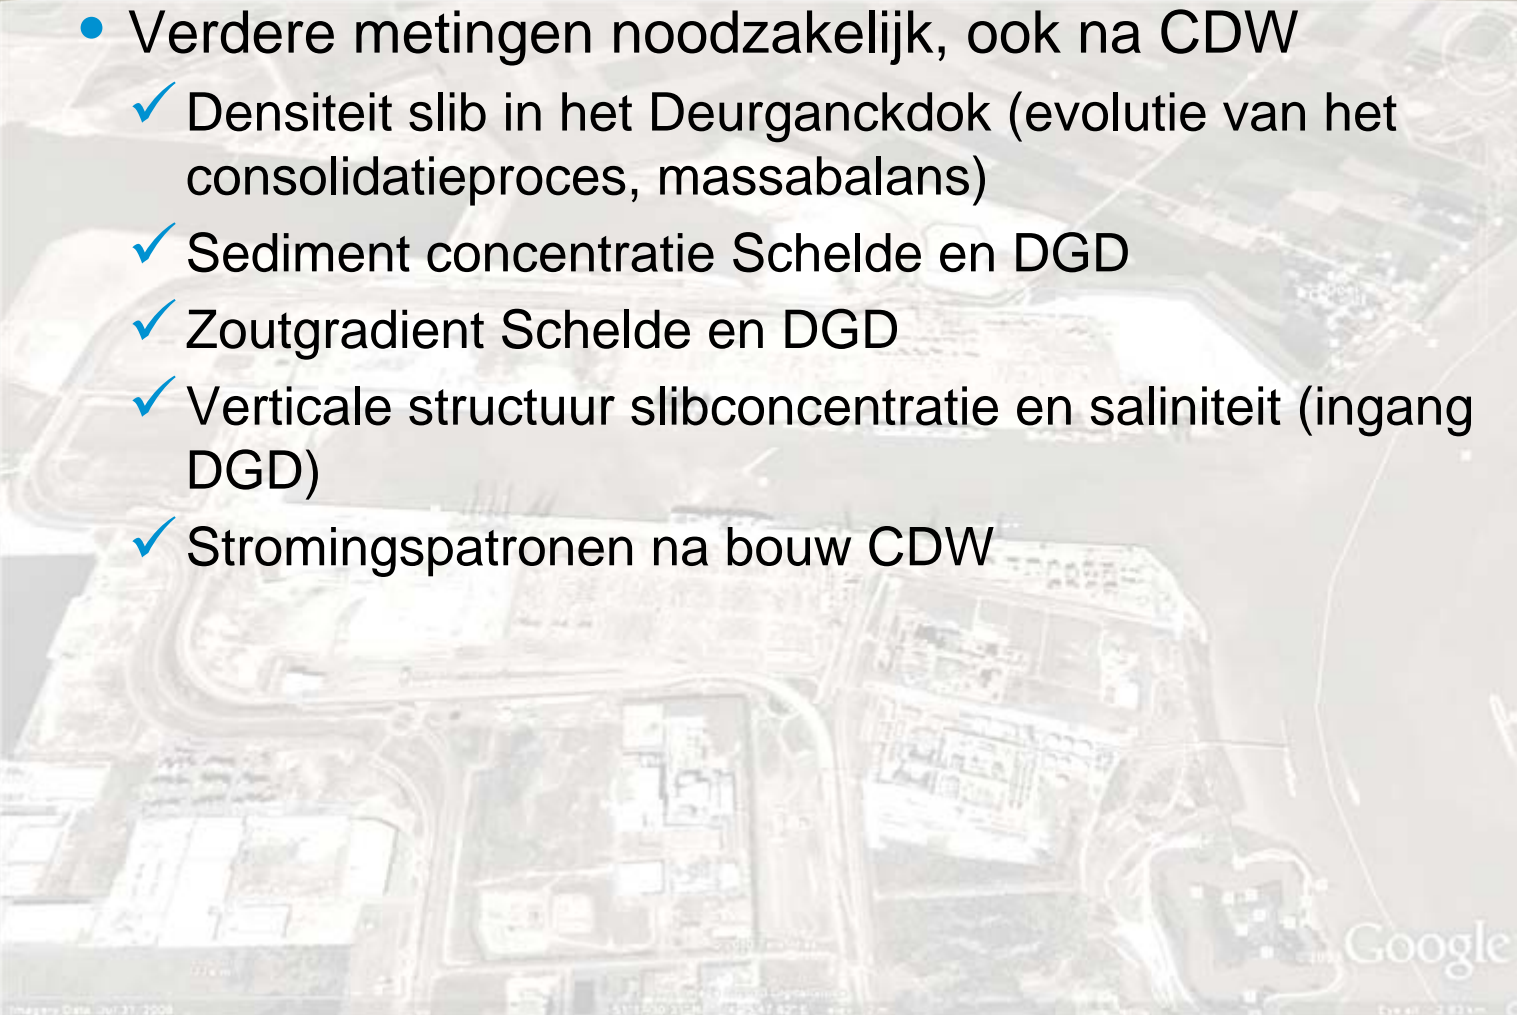 • Verdere metingen noodzakelijk, ook na CDW
✓ Densiteit slib in het Deurganckdok (evolutie van het
consolidatieproces, massabalans)
✓ Sediment concentratie Schelde en DGD
✓ Zoutgradient Schelde en DGD
✓ Verticale structuur slibconcentratie en saliniteit (ingang
DGD)
✓ Stromingspatronen na bouw CDW
Google